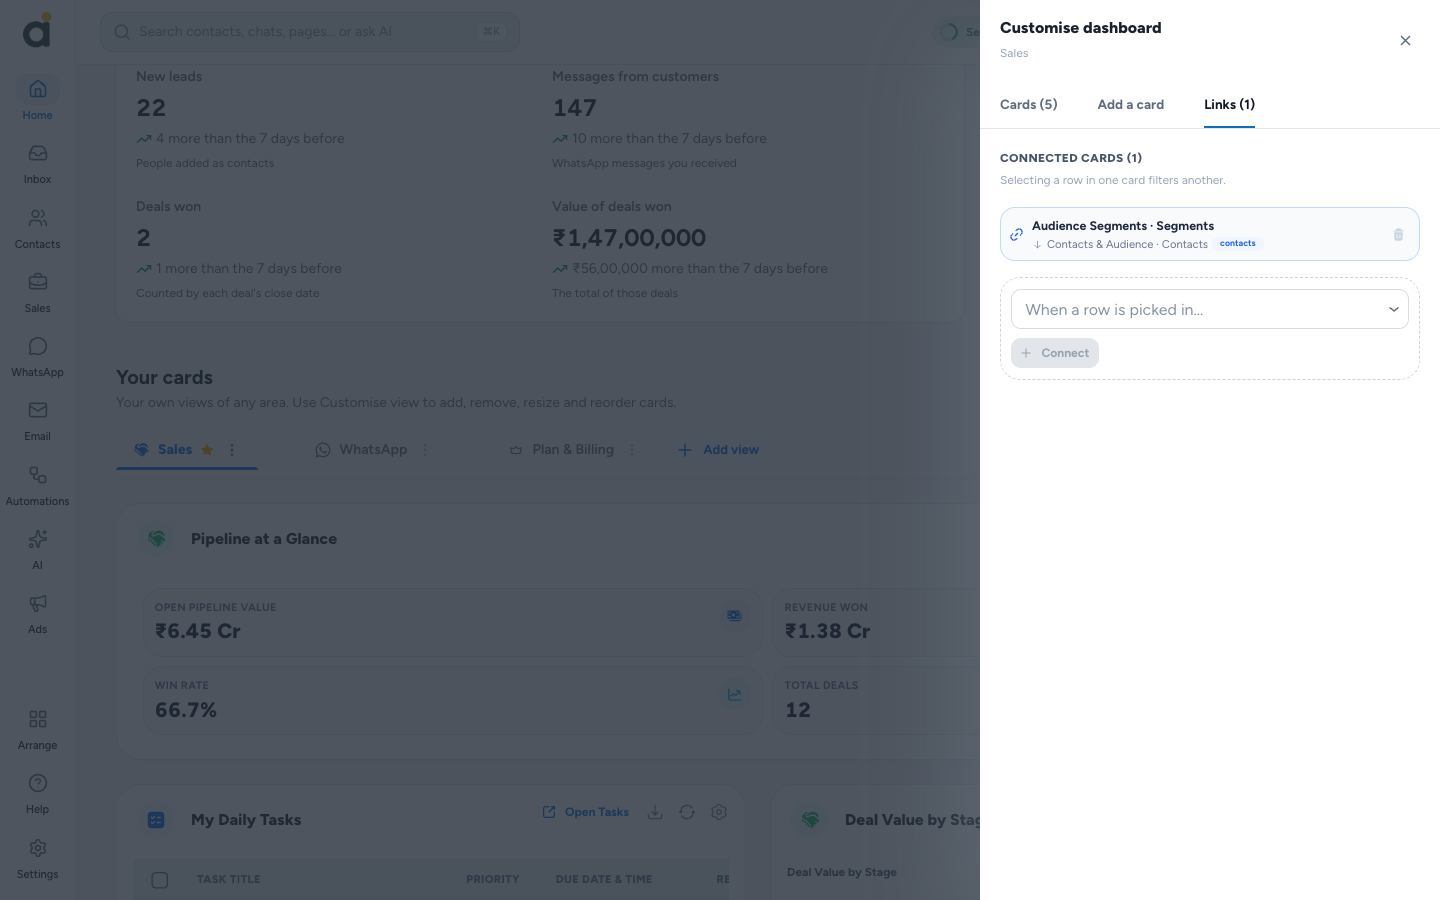 Search contacts, chats, pages... or ask AI
⌘K
Se
Home
Inbox
Contacts
Sales
WhatsApp
Email
Automations
AI
Ads
Arrange
Help
Settings
New leads
22
4 more than the 7 days before
People added as contacts
Messages from customers
147
10 more than the 7 days before
WhatsApp messages you received
Deals won
2
1 more than the 7 days before
Counted by each deal's close date
Value of deals won
₹1,47,00,000
₹56,00,000 more than the 7 days before
The total of those deals
Your cards
Your own views of any area. Use Customise view to add, remove, resize and reorder cards.
Sales
WhatsApp
Plan & Billing
Add view
Pipeline at a Glance
OPEN PIPELINE VALUE
₹6.45 Cr
REVENUE WON
₹1.38 Cr
WIN RATE
66.7%
TOTAL DEALS
12
My Daily Tasks
Open Tasks
TASK TITLE
PRIORITY
DUE DATE & TIME
RE
Deal Value by Stag
Deal Value by Stage
Customise dashboard
Sales
Cards (5)
Add a card
Links (1)
CONNECTED CARDS (1)
Selecting a row in one card filters another.
Audience Segments · Segments
↓ Contacts & Audience · Contacts contacts
When a row is picked in...
+ Connect